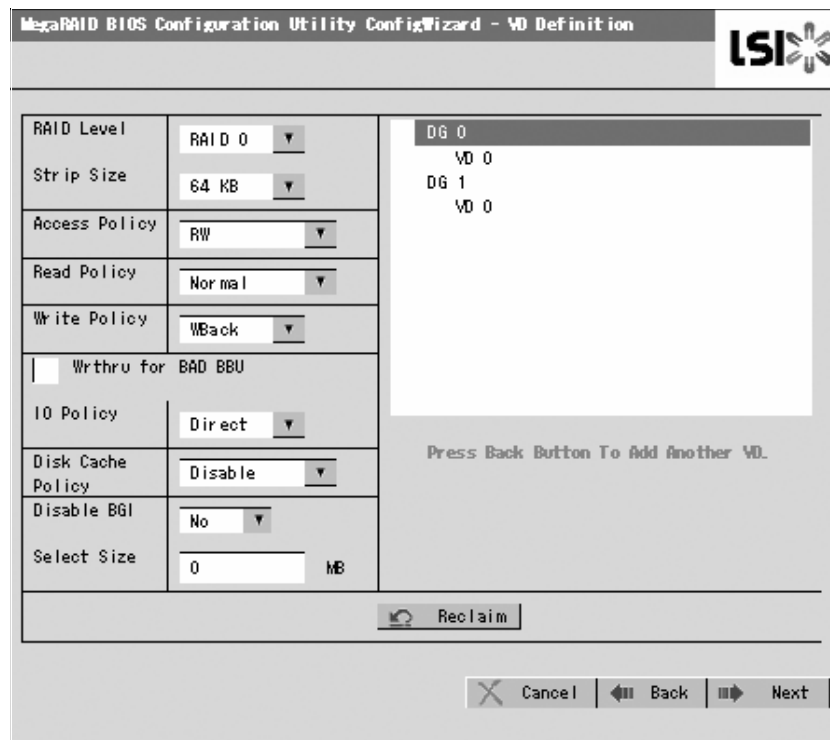 MegaRAID BIOS Configuration Utility ConfigWizard - VD Definition
LSI
RAID Level
RAID 0
Strip Size
64 KB
Access Policy
RW
Read Policy
Normal
Write Policy
WBack
Wrthru for BAD BBU
IO Policy
Direct
Disk Cache
Policy
Disable
Disable BGI
No
Select Size
0 MB
DG 0
VD 0
DG 1
VD 0
Press Back Button To Add Another VD.
Reclaim
Cancel Back Next